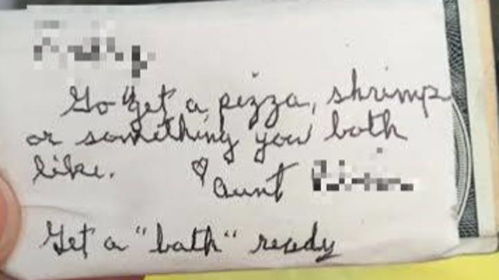 Go get a pizza, shrimp
or something you both
like. ♡ aunt
Get a "bath" ready